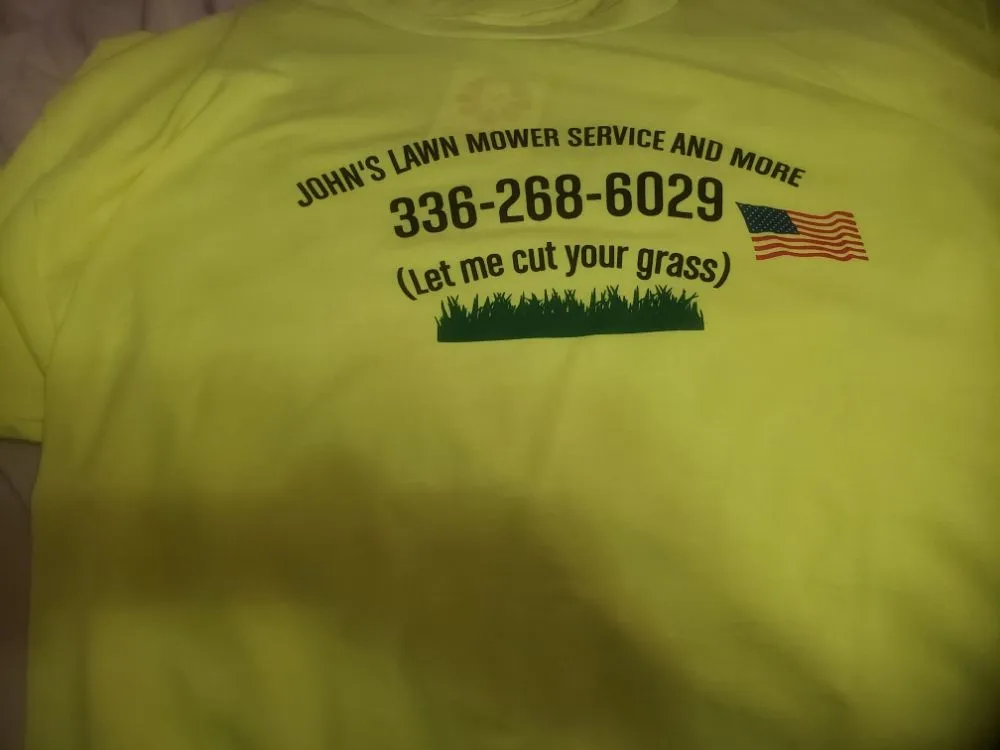 JOHN'S LAWN MOWER SERVICE AND MORE
336-268-6029
(Let me cut your grass)